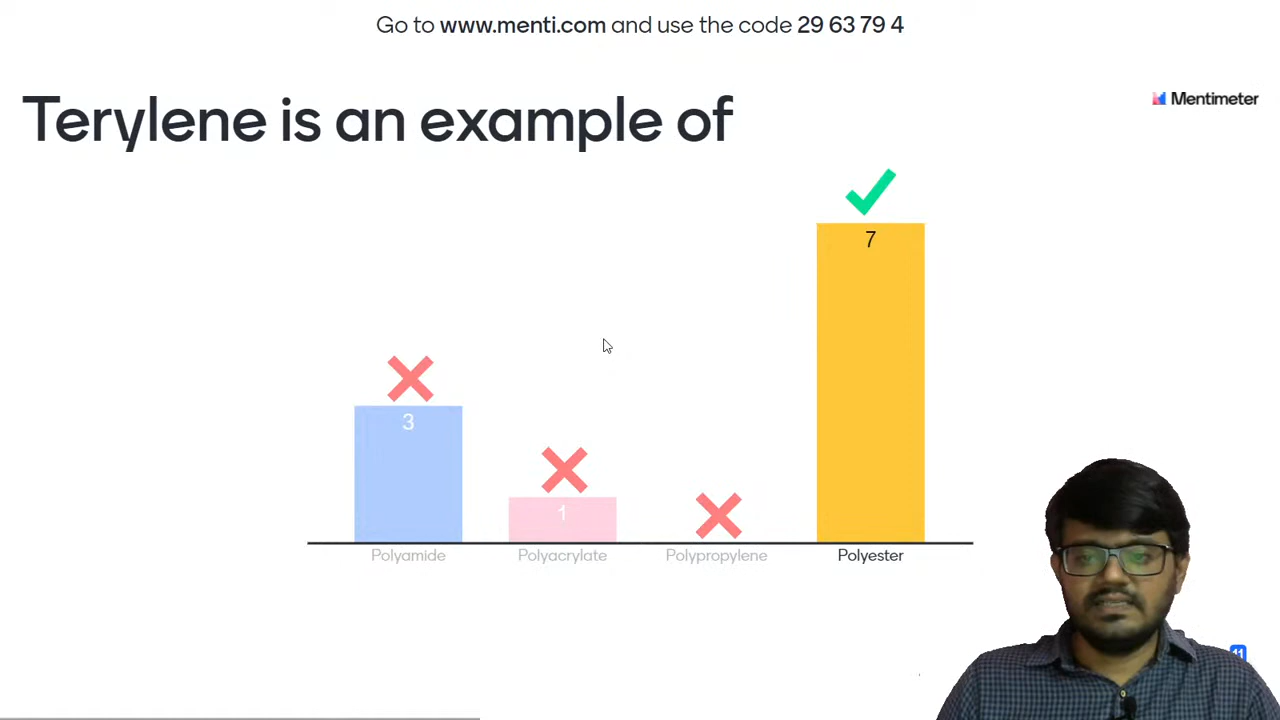 Go to www.menti.com and use the code 29 63 79 4
Terylene is an example of
Mentimeter
7
3
1
Polyamide
Polyacrylate
Polypropylene
Polyester
11